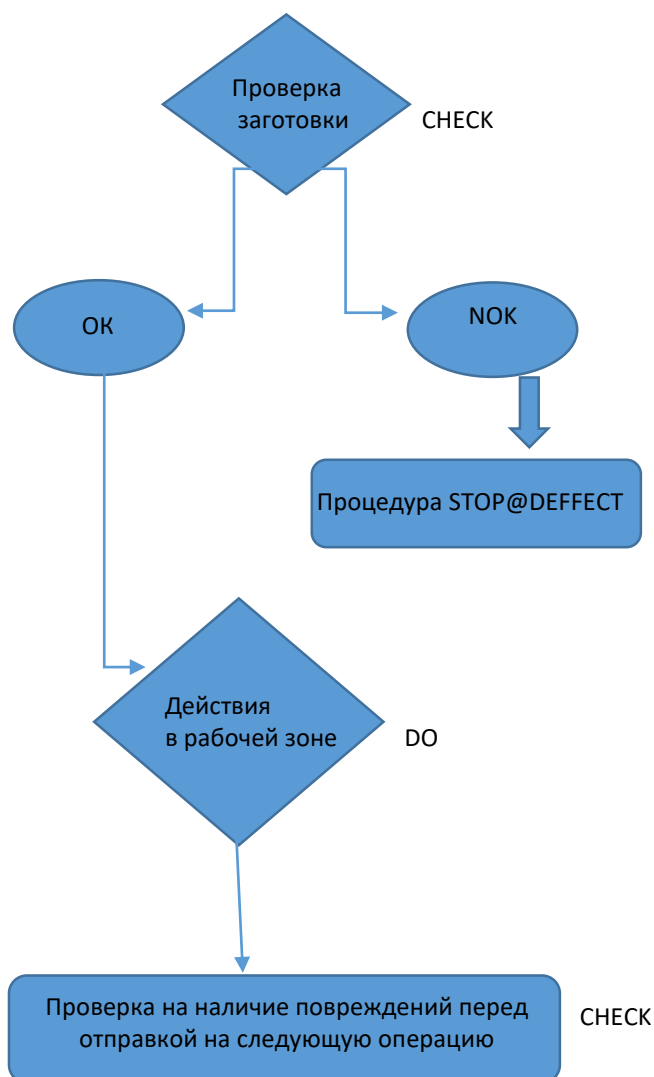 Проверка
заготовки
CHECK
ОК
NOK
Процедура STOP@DEFFECT
Действия
в рабочей зоне
DO
Проверка на наличие повреждений перед
отправкой на следующую операцию
CHECK